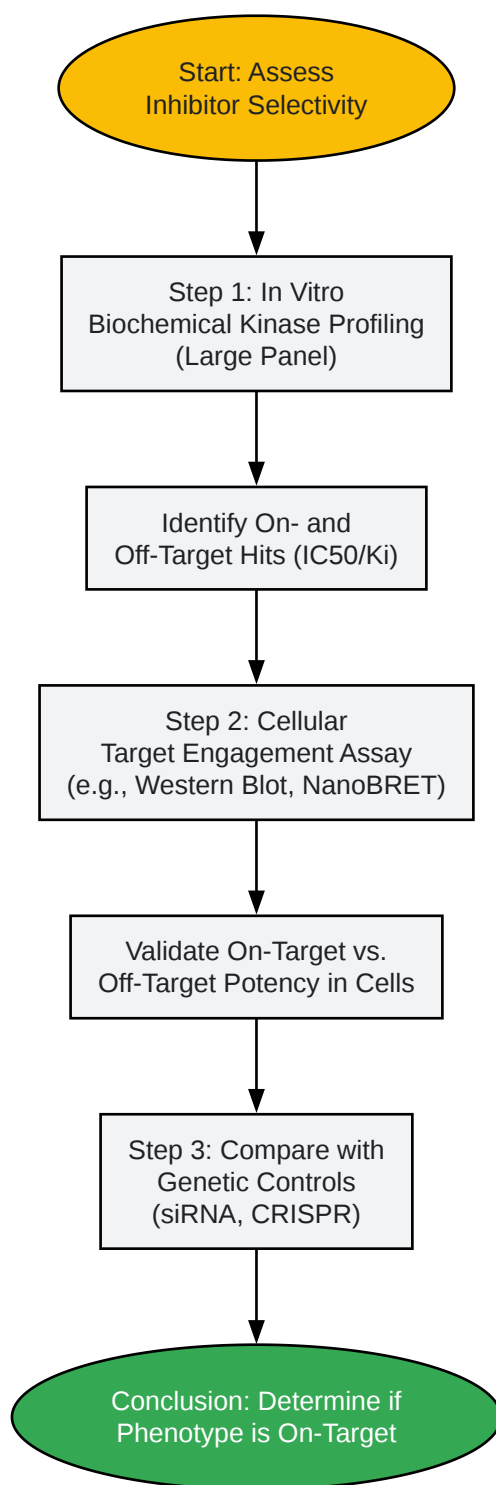 Start: Assess
Inhibitor Selectivity
Step 1: In Vitro
Biochemical Kinase Profiling
(Large Panel)
Identify On- and
Off-Target Hits (IC50/Ki)
Step 2: Cellular
Target Engagement Assay
(e.g., Western Blot, NanoBRET)
Validate On-Target vs.
Off-Target Potency in Cells
Step 3: Compare with
Genetic Controls
(siRNA, CRISPR)
Conclusion: Determine if
Phenotype is On-Target